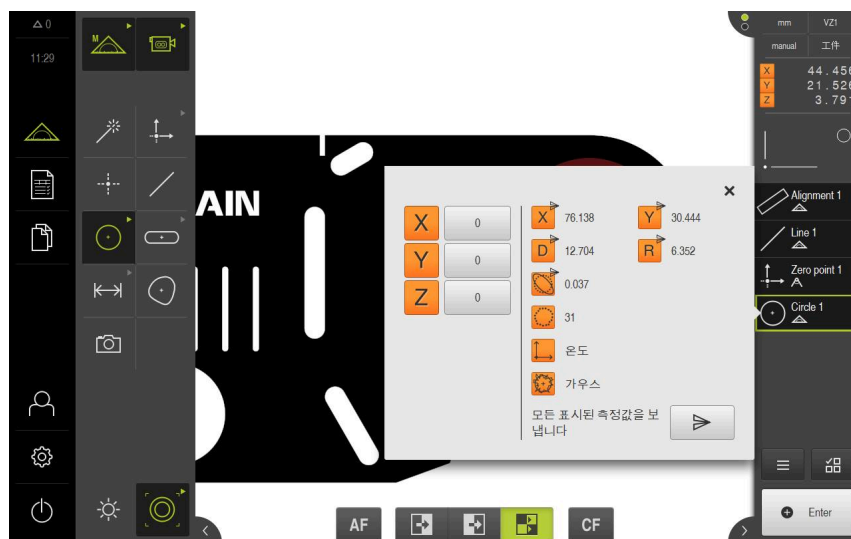 0
11:29
M
AIN
X 0
Y 0
Z 0
X 76.138 Y 30.444
D 12.704 R 6.352
0.037
31
온도
가우스
모든 표시된 측정값을 보
냅니다
AF
CF
mm VZ1
manual 工件
X 44.456
Y 21.526
Z 3.791
Alignment 1
Line 1
Zero point 1
Circle 1
Enter